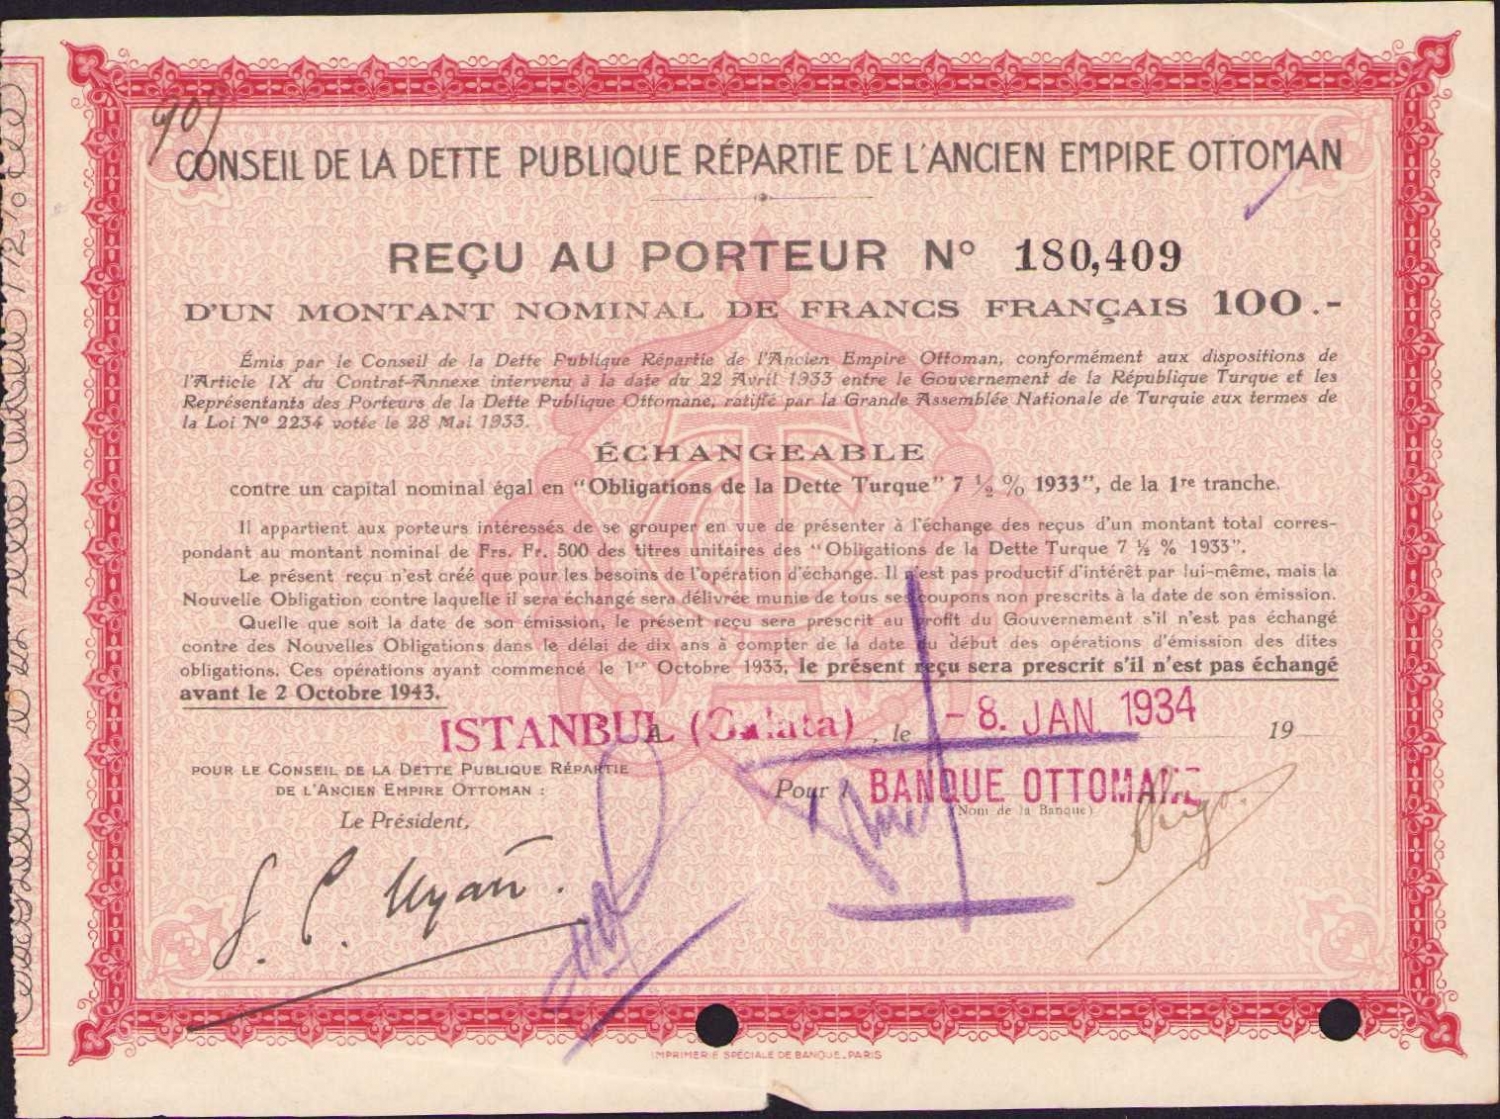 909
CONSEIL DE LA DETTE PUBLIQUE RÉPARTIE DE L'ANCIEN EMPIRE OTTOMAN
REÇU AU PORTEUR Nº 180,409
D'UN MONTANT NOMINAL DE FRANCS FRANÇAIS 100.-
Émis par le Conseil de la Dette Publique Répartie de l'Ancien Empire Ottoman, conformément aux dispositions de
l'Article IX du Contrat-Annexe intervenu à la date du 22 Avril 1933 entre le Gouvernement de la République Turque et les
Représentants des Porteurs de la Dette Publique Ottomane, ratifié par la Grande Assemblée Nationale de Turquie aux termes de
la Loi Nº 2234 votée le 28 Mai 1933.
ÉCHANGEABLE
contre un capital nominal égal en "Obligations de la Dette Turque" 7 ½ % 1933", de la 1re tranche.
Il appartient aux porteurs intéressés de se grouper en vue de présenter à l'échange des reçus d'un montant total corres-
pondant au montant nominal de Frs. Fr. 500 des titres unitaires des "Obligations de la Dette Turque 7 ½ % 1933".
Le présent reçu n'est créé que pour les besoins de l'opération d'échange. Il n'est pas productif d'intérêt par lui-même, mais la
Nouvelle Obligation contre laquelle il sera échangé sera délivrée munie de tous ses coupons non prescrits à la date de son émission.
Quelle que soit la date de son émission, le présent reçu sera prescrit au profit du Gouvernement s'il n'est pas échangé
contre des Nouvelles Obligations dans le délai de dix ans à compter de la date du début des opérations d'émission des dites
obligations. Ces opérations ayant commencé le 1er Octobre 1933, le présent reçu sera prescrit s'il n'est pas échangé
avant le 2 Octobre 1943.
ISTANBUL (Galata), le -8. JAN 1934 19
POUR LE CONSEIL DE LA DETTE PUBLIQUE RÉPARTIE
DE L'ANCIEN EMPIRE OTTOMAN :
Pour BANQUE OTTOMANE
(Nom de la Banque)
Le Président,
IMPRIMERIE SPÉCIALE DE BANQUE. PARIS